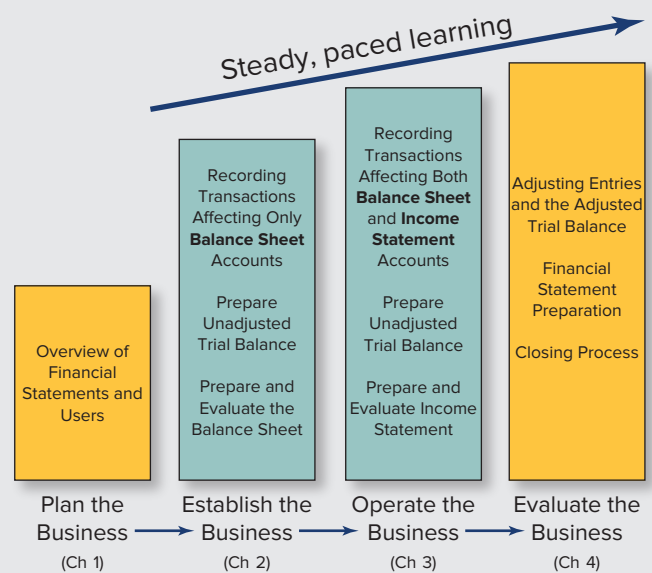 Steady, paced learning
Overview of
Financial
Statements and
Users
Recording
Transactions
Affecting Only
Balance Sheet
Accounts
Prepare
Unadjusted
Trial Balance
Prepare and
Evaluate the
Balance Sheet
Recording
Transactions
Affecting Both
Balance Sheet
and Income
Statement
Accounts
Prepare
Unadjusted
Trial Balance
Prepare and
Evaluate Income
Statement
Adjusting Entries
and the Adjusted
Trial Balance
Financial
Statement
Preparation
Closing Process
Plan the
Business
(Ch 1)
Establish the
Business
(Ch 2)
Operate the
Business
(Ch 3)
Evaluate the
Business
(Ch 4)